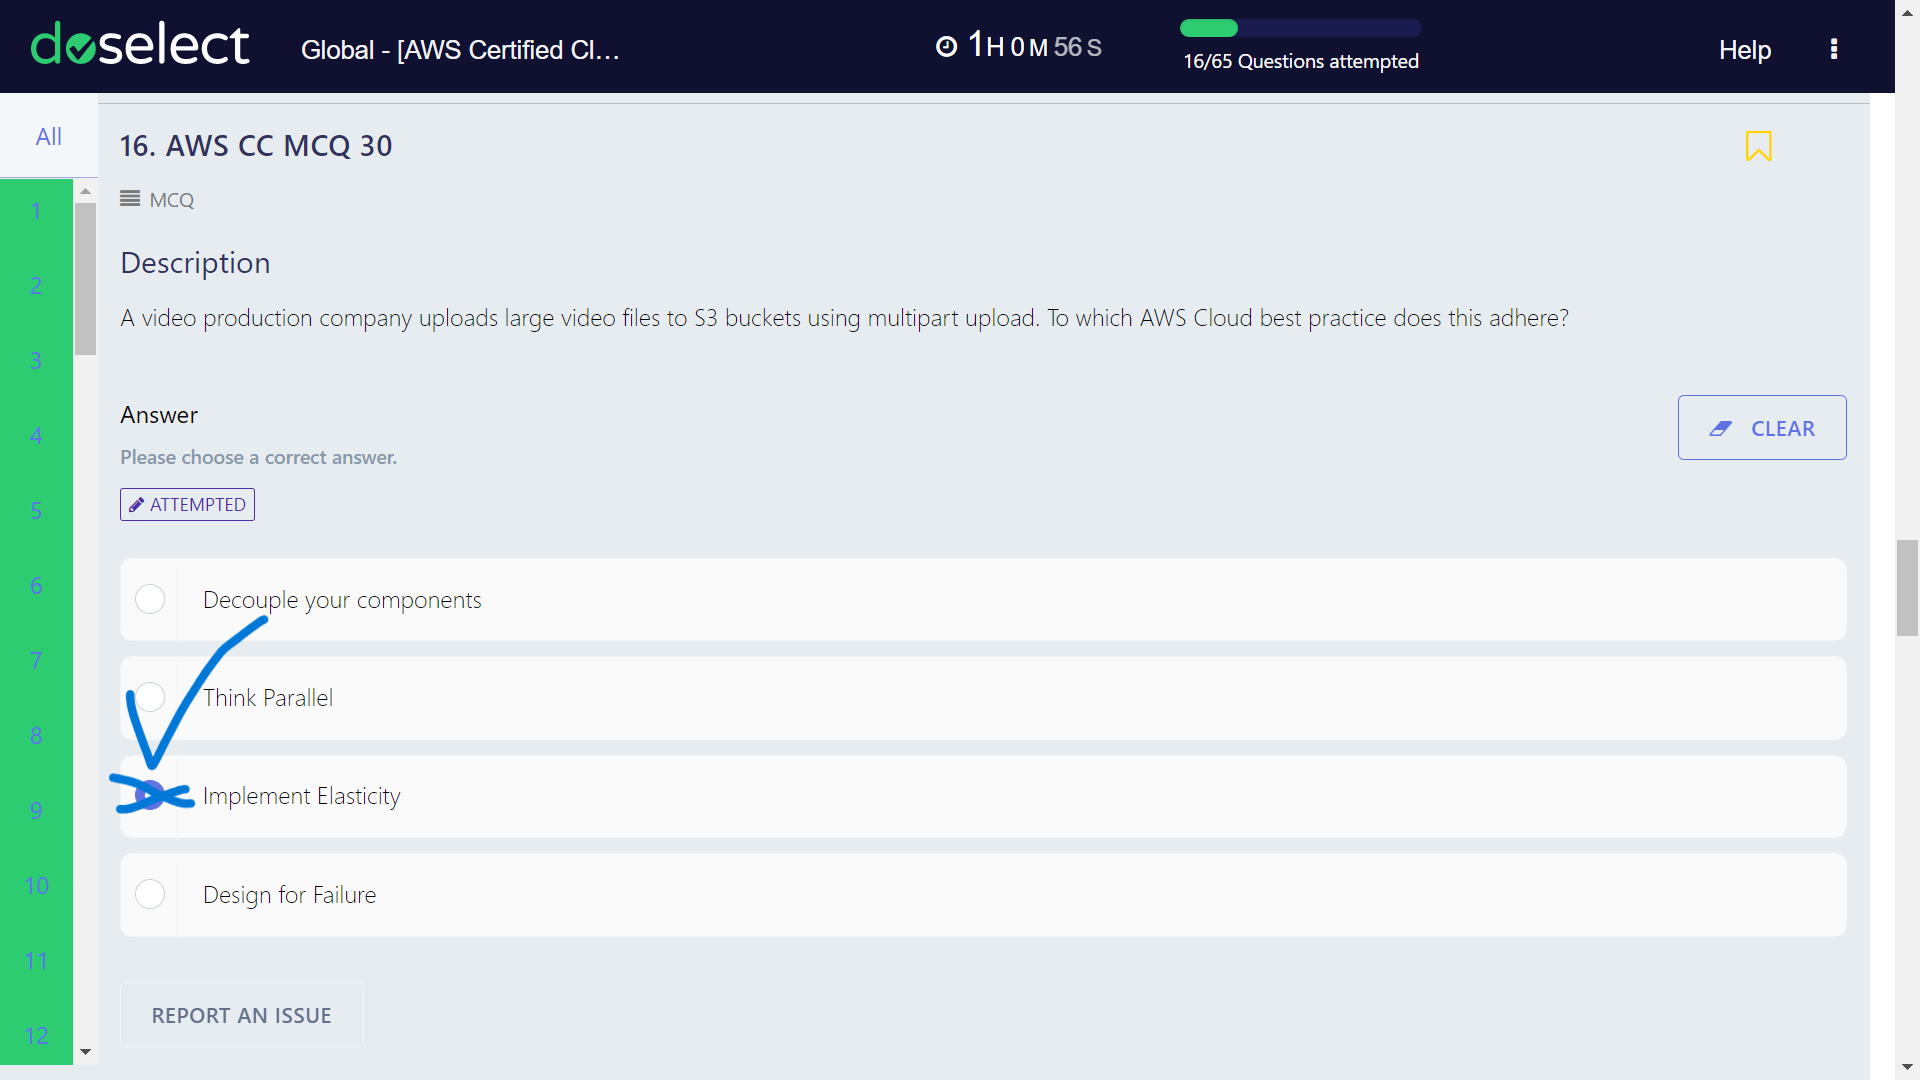 doselect
Global - [AWS Certified Cl...
1H 0M 56S
16/65 Questions attempted
Help
All
1
2
3
4
5
6
7
8
9
10
11
12
16. AWS CC MCQ 30
MCQ
Description
A video production company uploads large video files to S3 buckets using multipart upload. To which AWS Cloud best practice does this adhere?
Answer
CLEAR
Please choose a correct answer.
ATTEMPTED
Decouple your components
Think Parallel
Implement Elasticity
Design for Failure
REPORT AN ISSUE